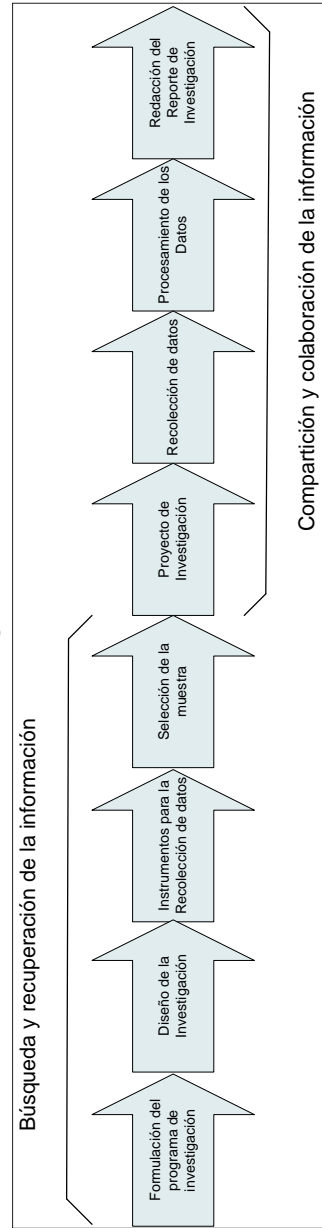 Búsqueda y recuperación de la información
Formulación del
programa de
investigación
Diseño de la
Investigación
Instrumentos para la
Recolección de datos
Selección de la
muestra
Proyecto de
Investigación
Recolección de datos
Procesamiento de los
Datos
Redacción del
Reporte de
Investigación
Compartición y colaboración de la información